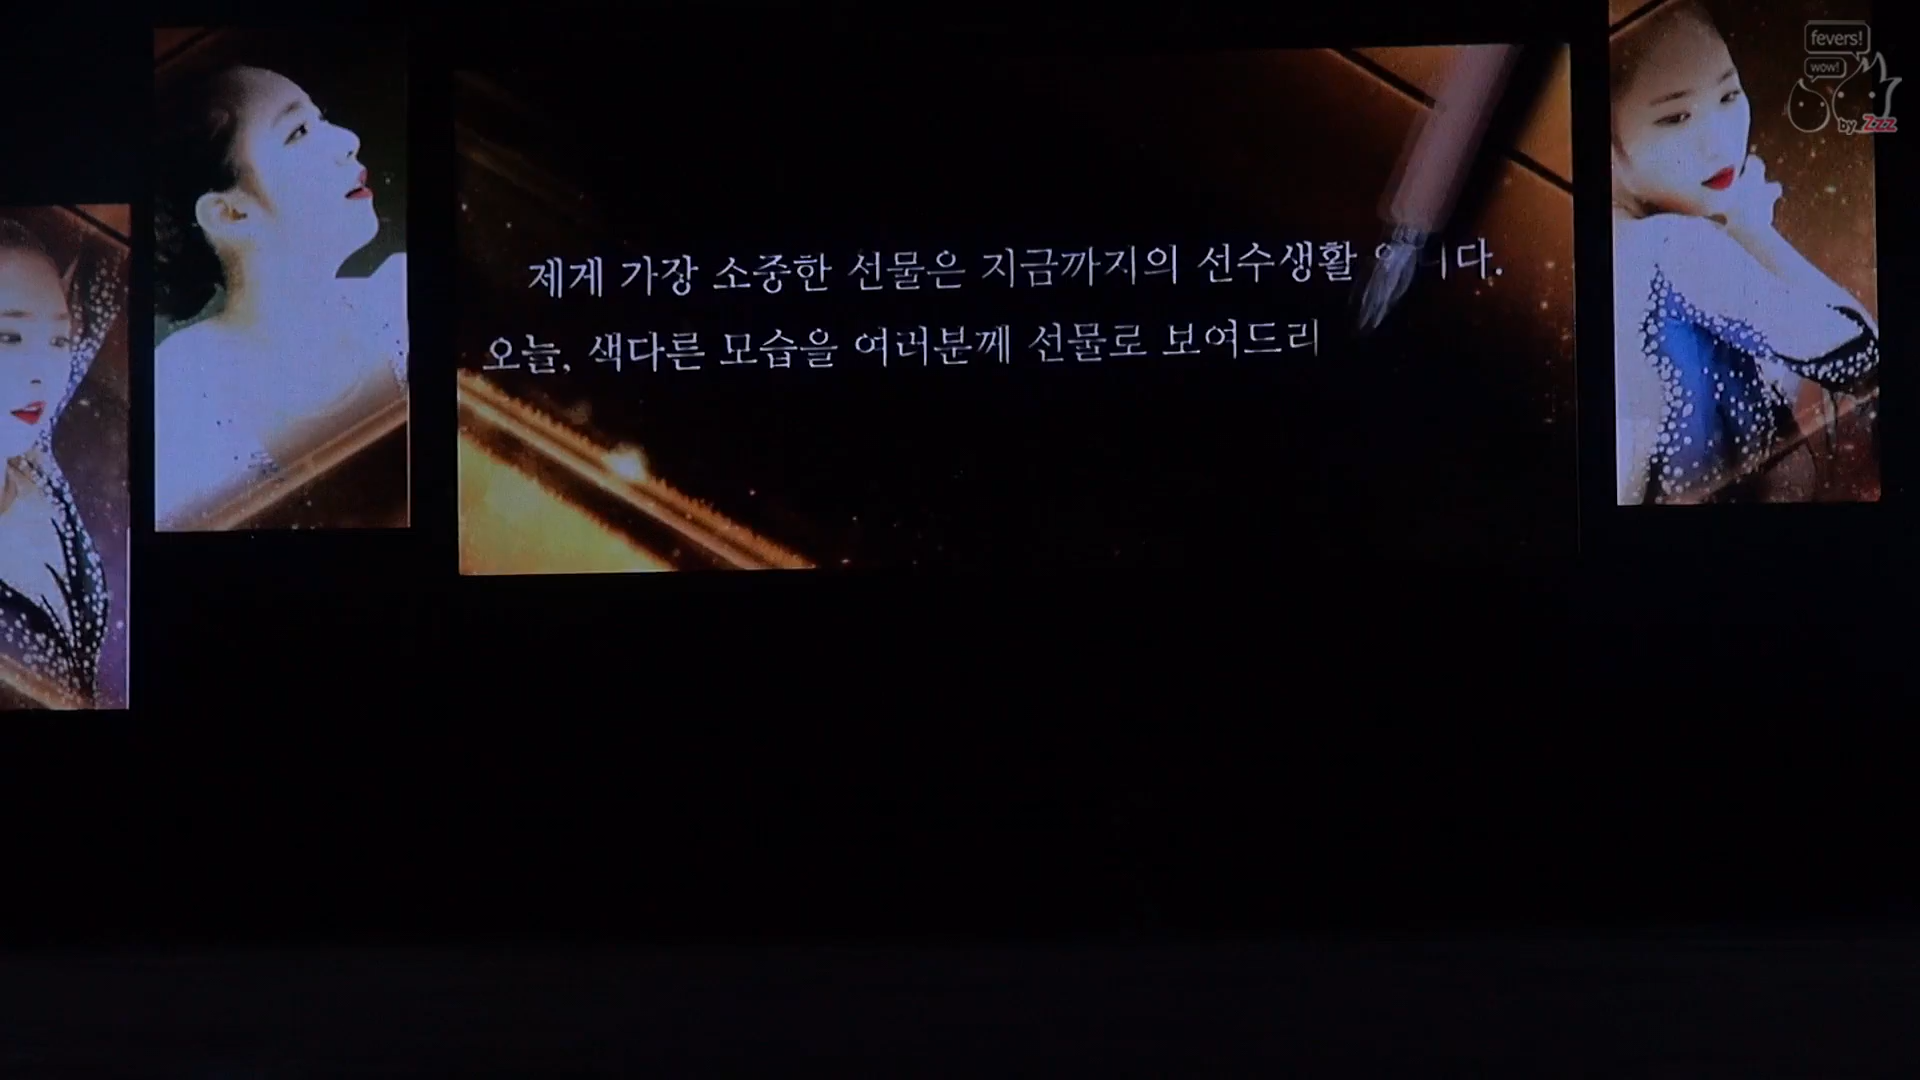 fevers!
wow!
by Zzz
제게 가장 소중한 선물은 지금까지의 선수생활
오늘, 색다른 모습을 여러분께 선물로 보여드리